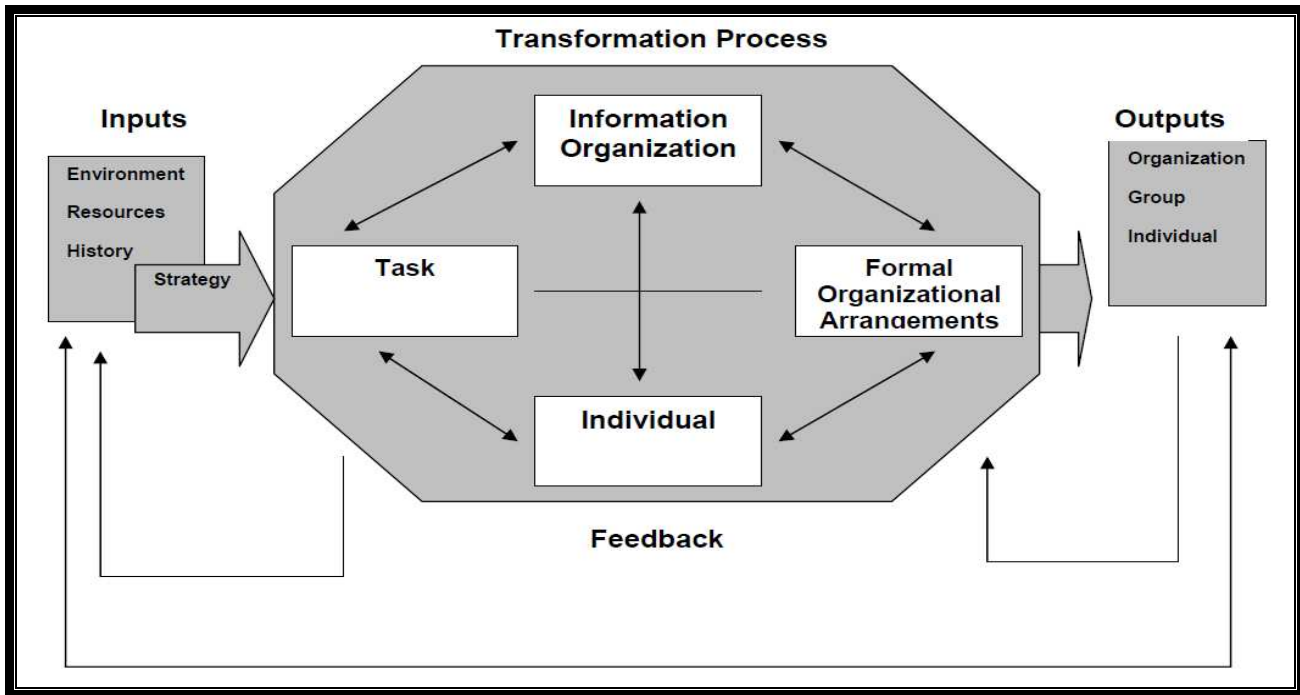 Transformation Process
Inputs
Environment
Resources
History
Strategy
Information
Organization
Task
Formal
Organizational
Arrangements
Individual
Outputs
Organization
Group
Individual
Feedback